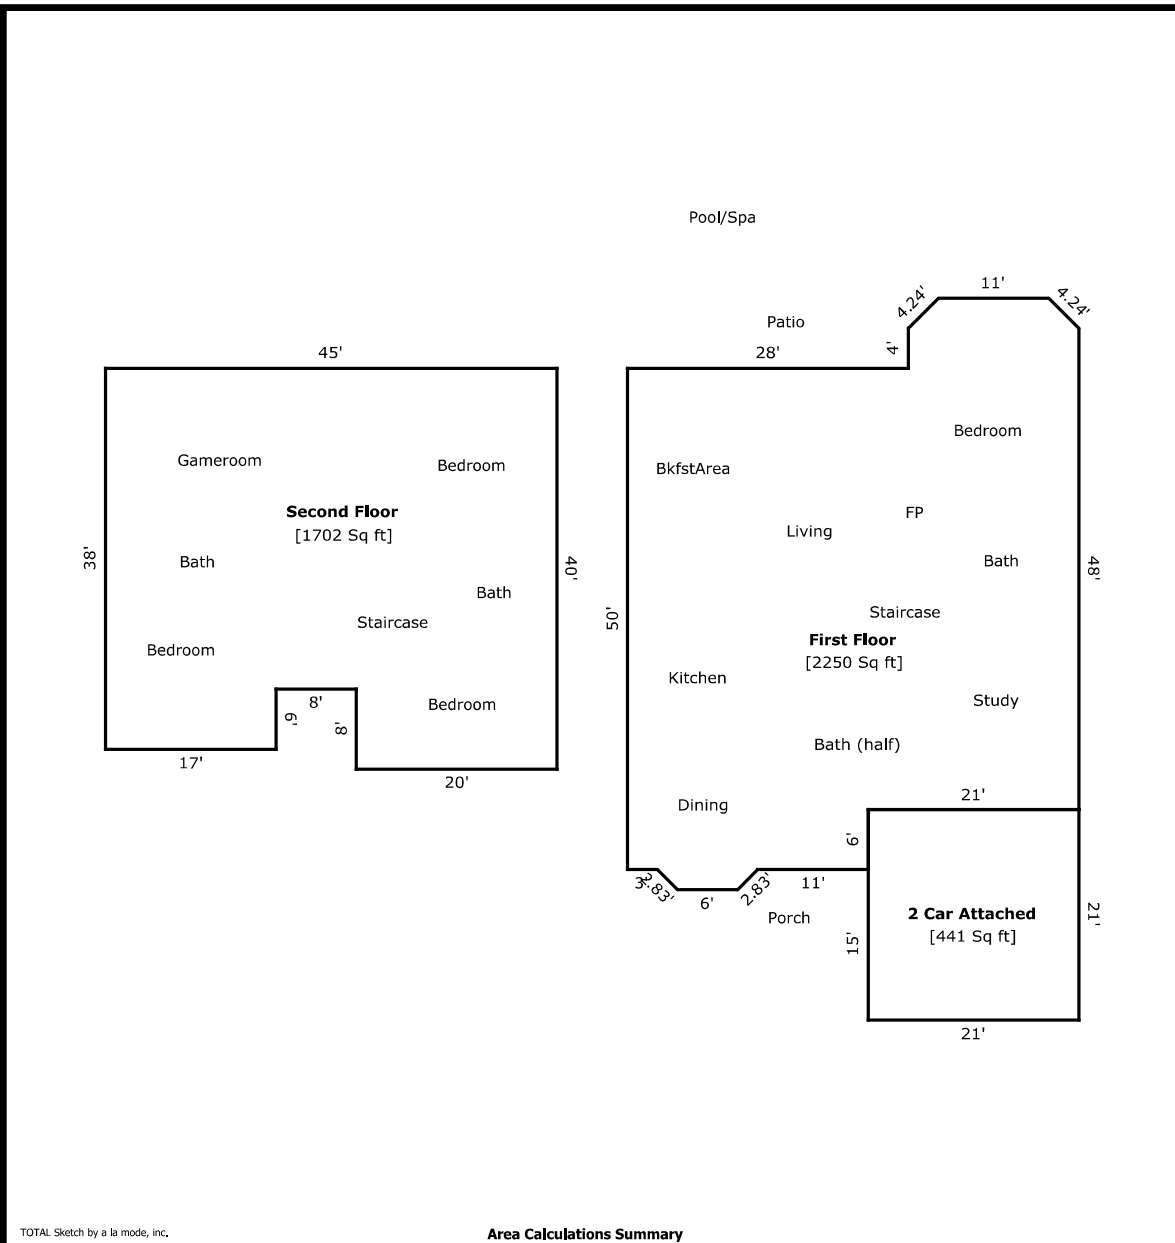 Pool/Spa
4.24'
11'
4.24'
Patio
45'
28'
4'
Bedroom
Gameroom
Bedroom
BkfstArea
Second Floor
[1702 Sq ft]
FP
Living
38'
Bath
40'
Bath
48'
Bath
Staircase
50'
Staircase
First Floor
[2250 Sq ft]
Bedroom
Kitchen
8'
6'
8'
Bedroom
Study
Bath (half)
17'
20'
Dining
21'
6'
3'
2.83'
6'
2.83'
11'
Porch
2 Car Attached
[441 Sq ft]
15'
21'
21'
TOTAL Sketch by a la mode, inc.
Area Calculations Summary